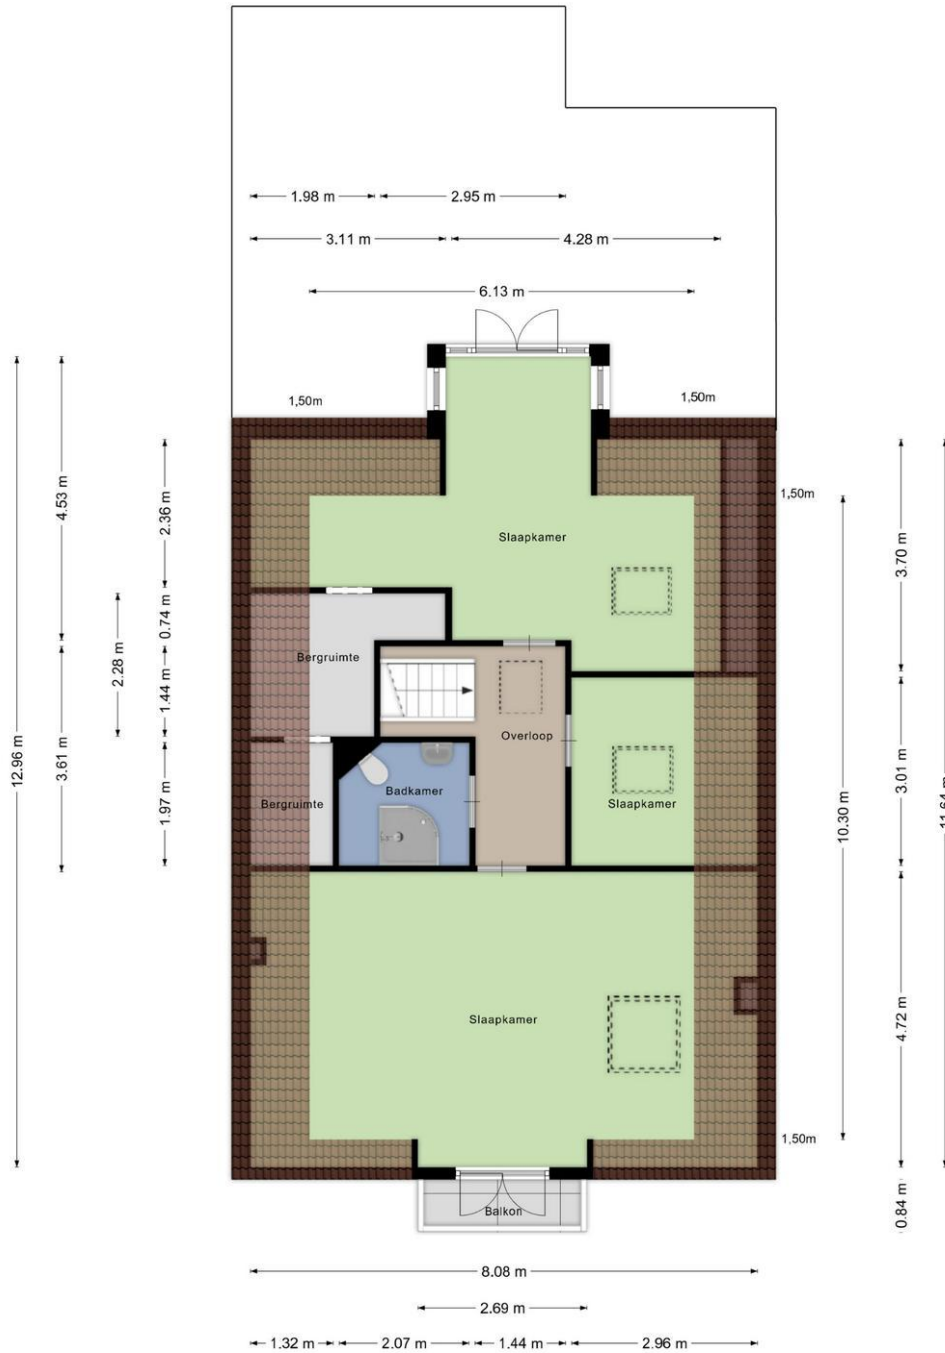 1.98 m
2.95 m
3.11 m
4.28 m
6.13 m
1,50m
1,50m
1,50m
4.53 m
2.36 m
3.70 m
Slaapkamer
0.74 m
2.28 m
Bergruimte
1.44 m
12.96 m
3.61 m
Overloop
3.01 m
11.64 m
1.97 m
Badkamer
Bergruimte
Slaapkamer
10.30 m
Slaapkamer
4.72 m
1,50m
0.84 m
Balkon
8.08 m
2.69 m
1.32 m
2.07 m
1.44 m
2.96 m